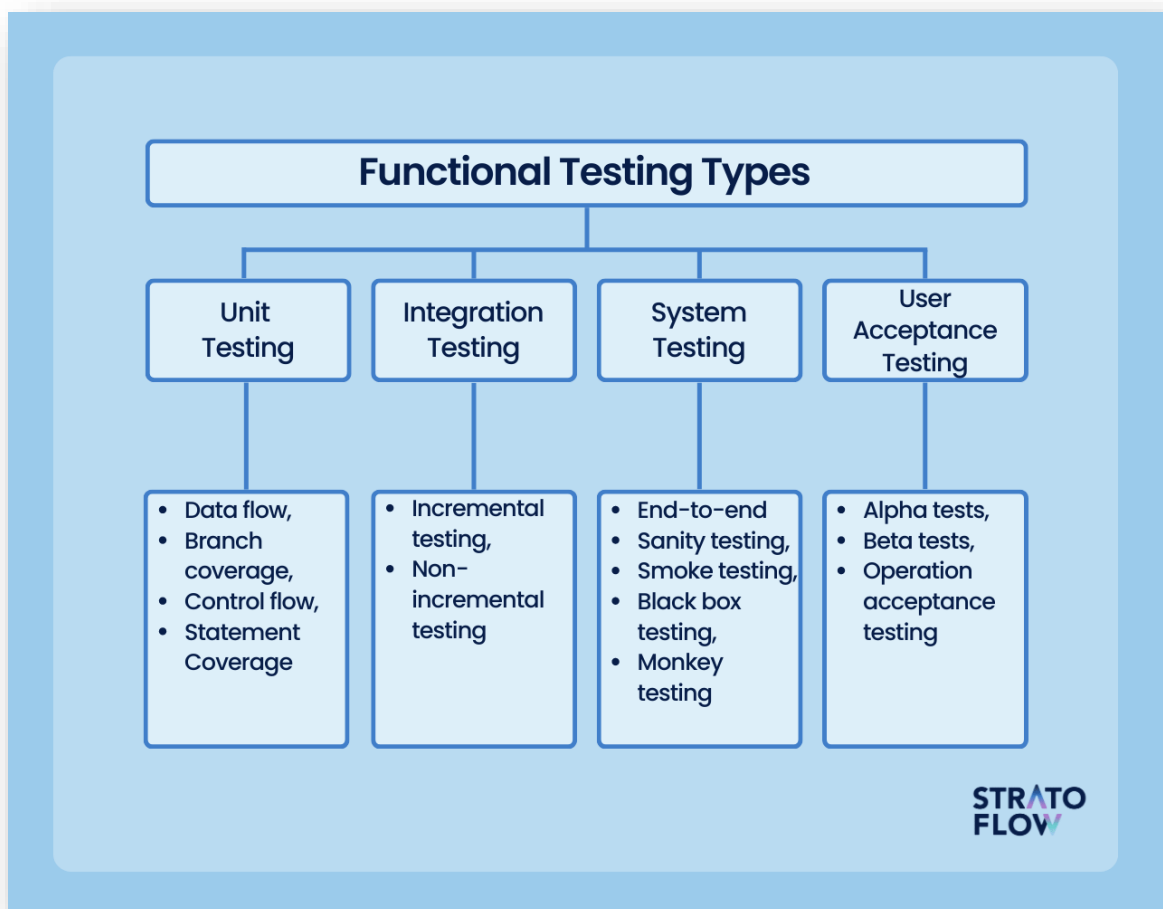 Functional Testing Types
Unit
Testing
Integration
Testing
System
Testing
User
Acceptance
Testing
• Data flow,
• Branch
coverage,
• Control flow,
• Statement
Coverage
• Incremental
testing,
• Non-
incremental
testing
• End-to-end
• Sanity testing,
• Smoke testing,
• Black box
testing,
• Monkey
testing
• Alpha tests,
• Beta tests,
• Operation
acceptance
testing
STRATO
FLOW